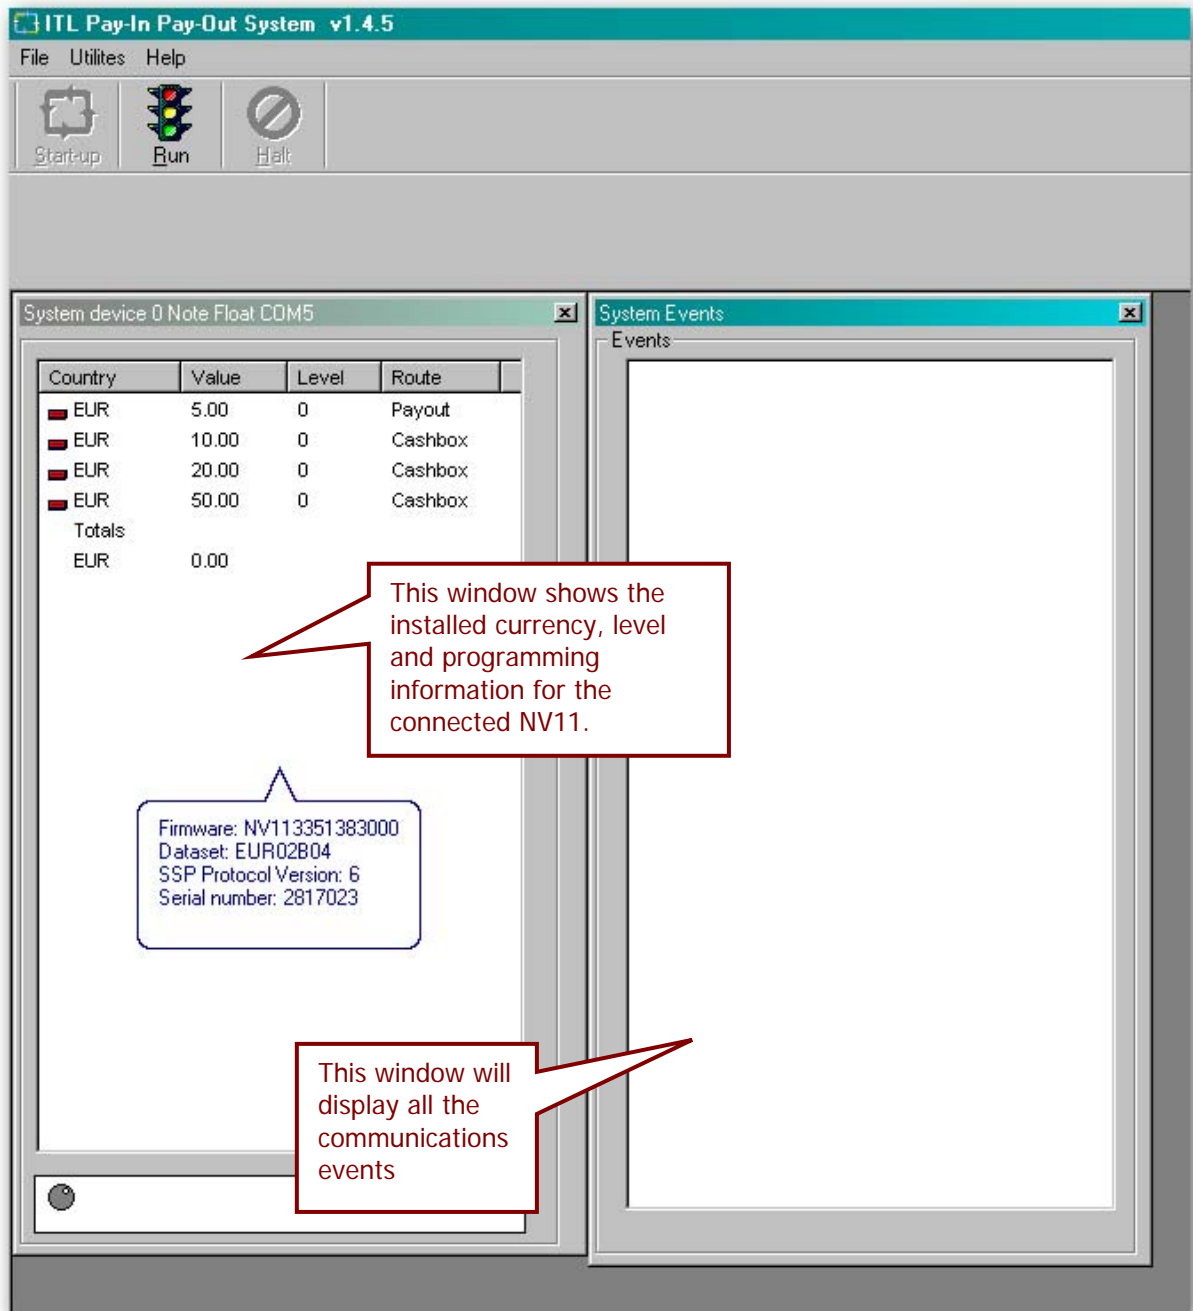 ITL Pay-In Pay-Out System v1.4.5
File Utilites Help
Start-up Run Halt
System device 0 Note Float COM5
System Events
Events
Country Value Level Route
EUR 5.00 0 Payout
EUR 10.00 0 Cashbox
EUR 20.00 0 Cashbox
EUR 50.00 0 Cashbox
Totals
EUR 0.00
This window shows the
installed currency, level
and programming
information for the
connected NV11.
Firmware: NV113351383000
Dataset: EUR02B04
SSP Protocol Version: 6
Serial number: 2817023
This window will
display all the
communications
events